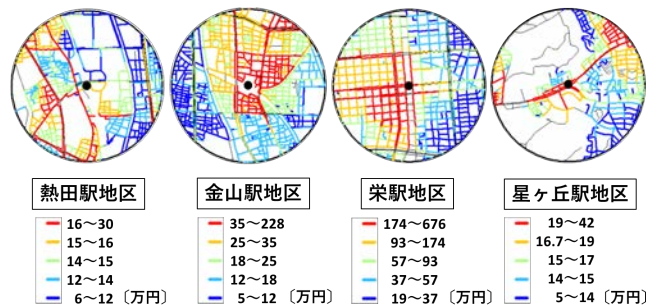 熱田駅地区
16～30
15～16
14～15
12～14
6～12 〔万円〕
金山駅地区
35～228
25～35
18～25
12～18
5～12 〔万円〕
栄駅地区
174～676
93～174
57～93
37～57
19～37 〔万円〕
星ヶ丘駅地区
19～42
16.7～19
15～17
14～15
5～14 〔万円〕